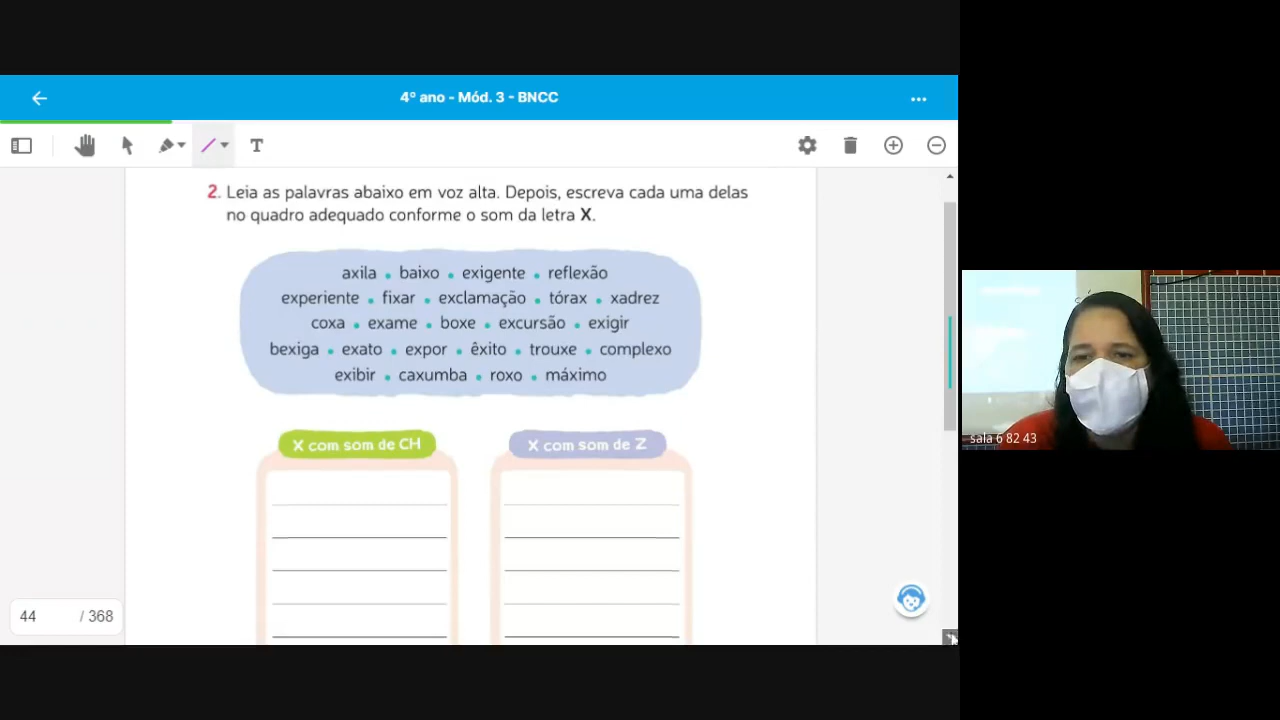 4º ano - Mód. 3 - BNCC
T
2. Leia as palavras abaixo em voz alta. Depois, escreva cada uma delas
no quadro adequado conforme o som da letra X.
axila • baixo • exigente • reflexão
experiente • fixar • exclamação • tórax • xadrez
coxa • exame • boxe • excursão • exigir
bexiga • exato • expor • êxito • trouxe • complexo
exibir • caxumba • roxo • máximo
X com som de CH
X com som de Z
44 / 368
sala 6 82 43